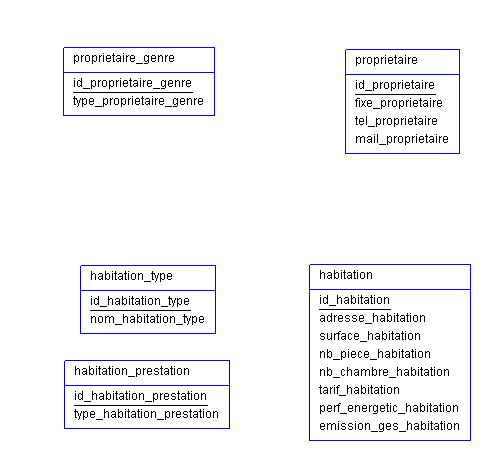 proprietaire_genre
id_proprietaire_genre
type_proprietaire_genre
proprietaire
id_proprietaire
fixe_proprietaire
tel_proprietaire
mail_proprietaire
habitation_type
id_habitation_type
nom_habitation_type
habitation_prestation
id_habitation_prestation
type_habitation_prestation
habitation
id_habitation
adresse_habitation
surface_habitation
nb_piece_habitation
nb_chambre_habitation
tarif_habitation
perf_energetic_habitation
emission_ges_habitation